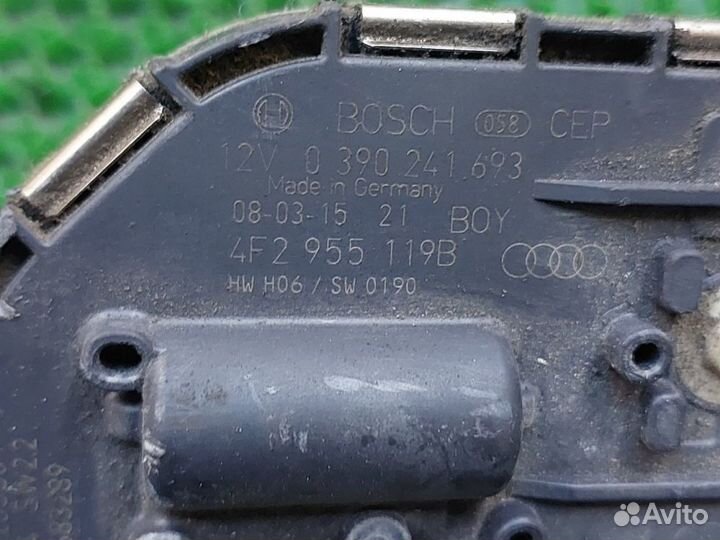 BOSCH 058 CEP
12V 0 390 241 693
Made in Germany
08-03-15 21 BOY
4F2 955 119B
HW H06 / SW 0190
SW22
Avito